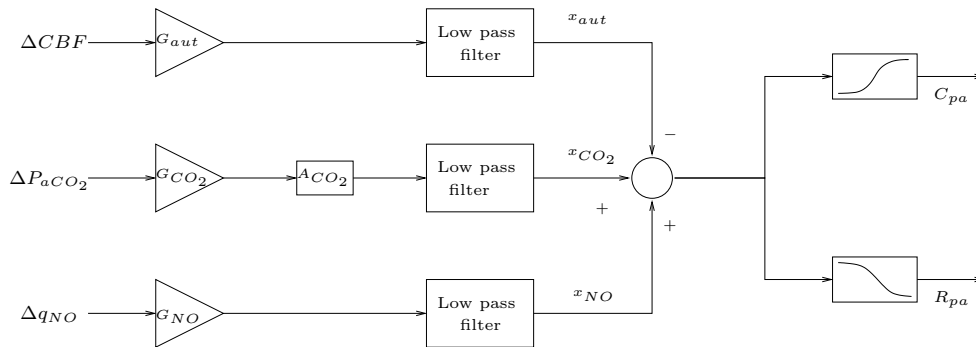 ΔCBF
G_aut
Low pass
filter
x_aut
−
C_pa
ΔP_aCO₂
G_CO₂
A_CO₂
Low pass
filter
x_CO₂
+
+
Δq_NO
G_NO
Low pass
filter
x_NO
R_pa